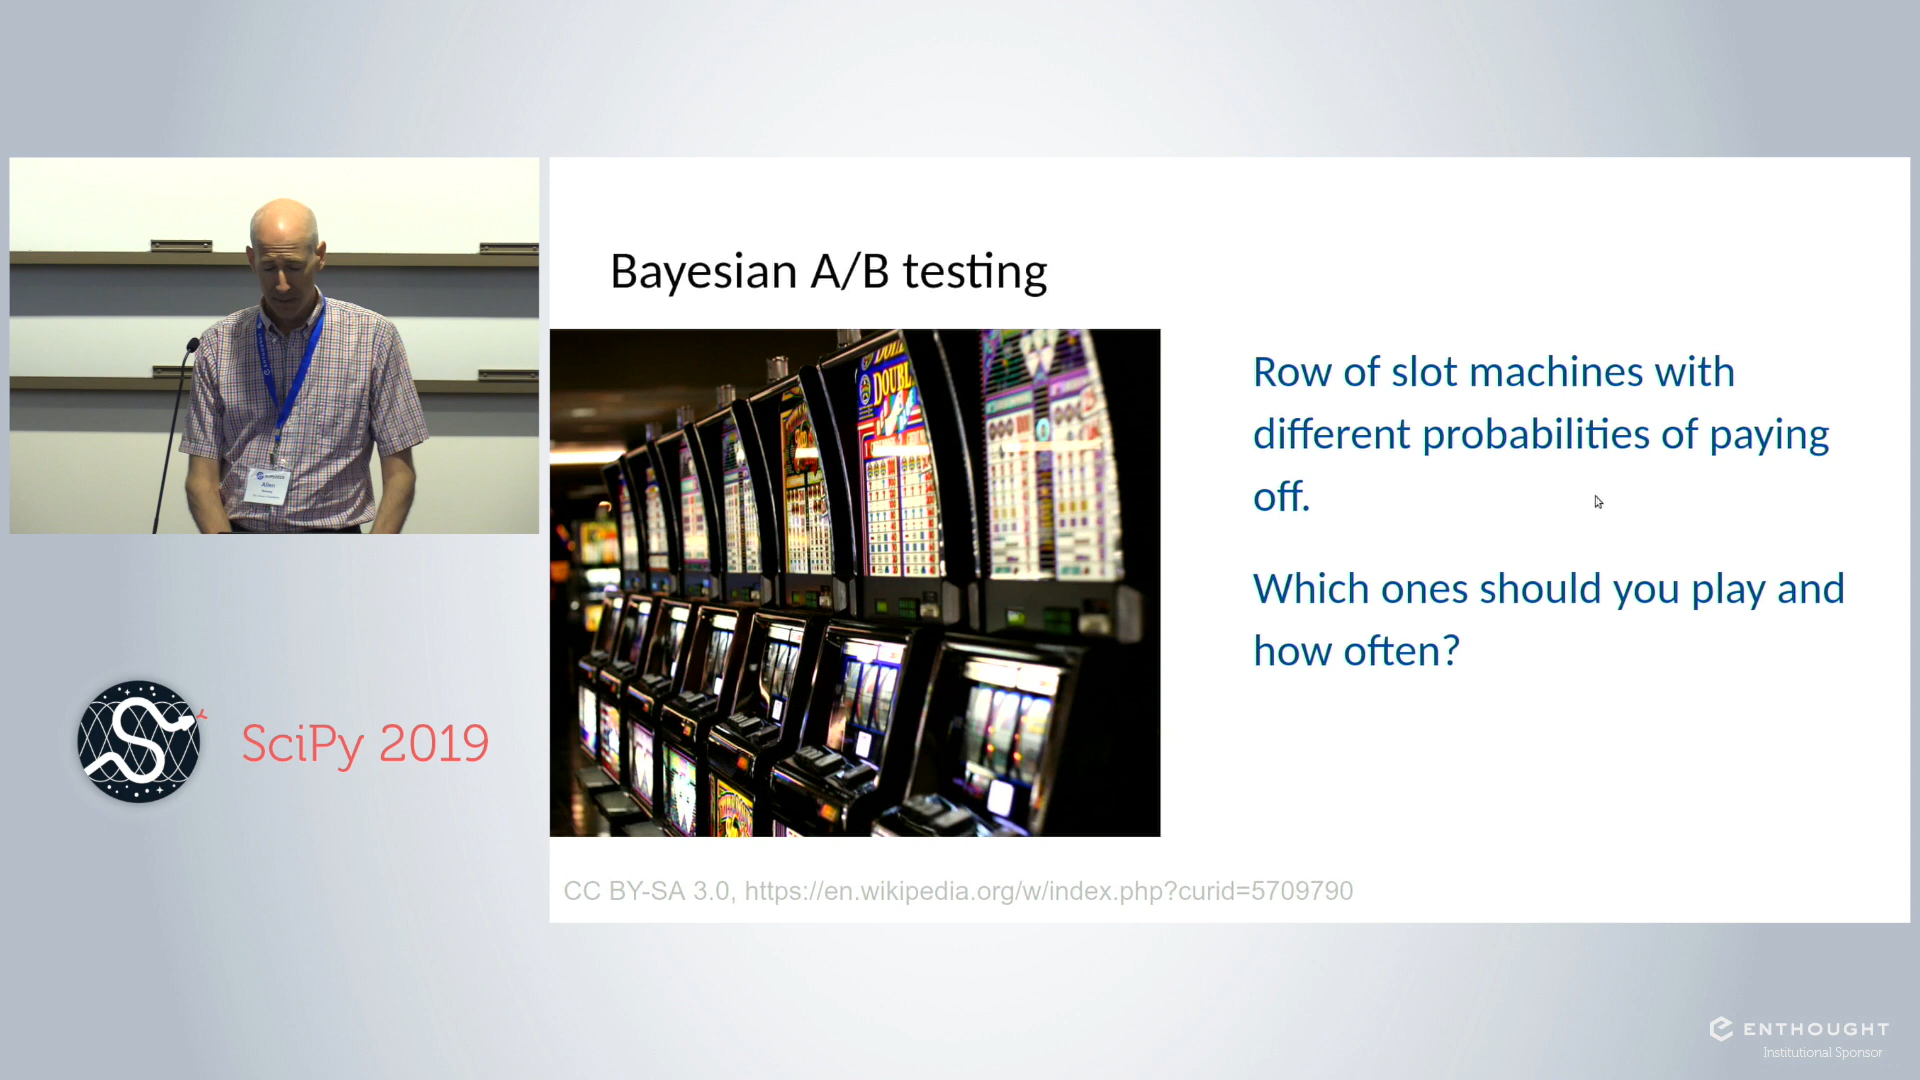 Bayesian A/B testing
Row of slot machines with
different probabilities of paying
off.
Which ones should you play and
how often?
CC BY-SA 3.0, https://en.wikipedia.org/w/index.php?curid=5709790
Allen
SciPy 2019
ENTHOUGHT
Institutional Sponsor